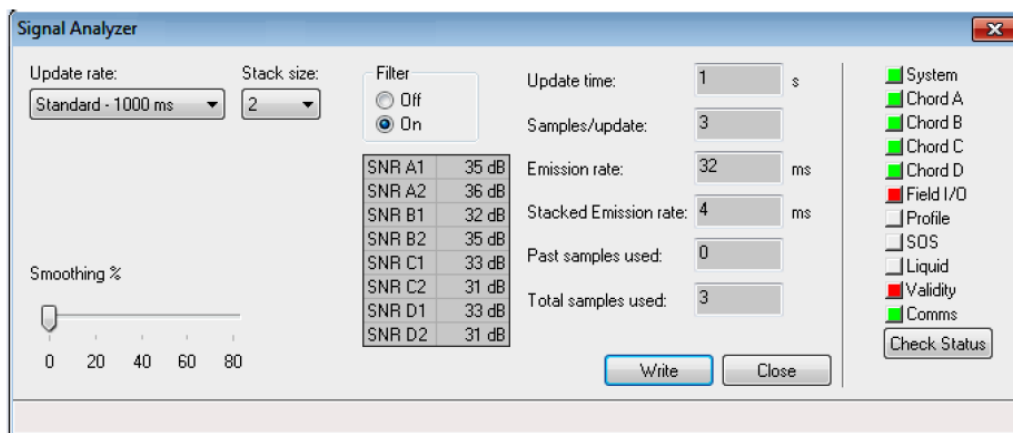 Signal Analyzer
Update rate:
Standard - 1000 ms
Stack size:
2
Filter
Off
On
SNR A1 35 dB
SNR A2 36 dB
SNR B1 32 dB
SNR B2 35 dB
SNR C1 33 dB
SNR C2 31 dB
SNR D1 33 dB
SNR D2 31 dB
Smoothing %
0 20 40 60 80
Update time: 1 s
Samples/update: 3
Emission rate: 32 ms
Stacked Emission rate: 4 ms
Past samples used: 0
Total samples used: 3
Write
Close
System
Chord A
Chord B
Chord C
Chord D
Field I/O
Profile
SOS
Liquid
Validity
Comms
Check Status